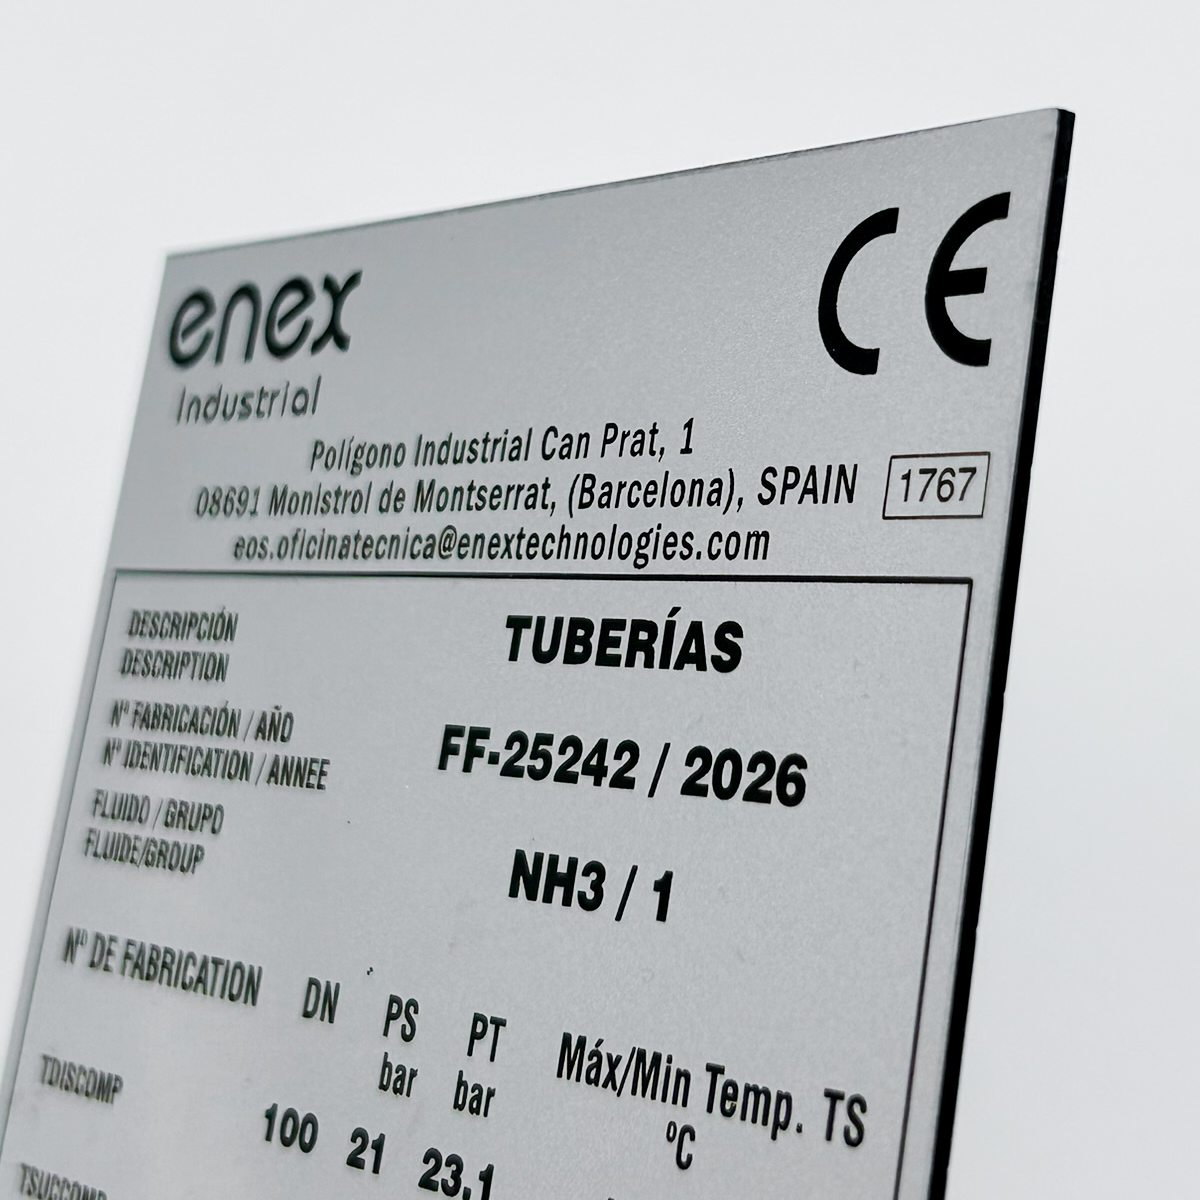 enex
Industrial
CE
Polígono Industrial Can Prat, 1
08691 Monistrol de Montserrat, (Barcelona), SPAIN
1767
eos.oficinatecnica@enextechnologies.com
DESCRIPCIÓN
DESCRIPTION
TUBERÍAS
Nº FABRICACIÓN / AÑO
Nº IDENTIFICATION / ANNEE
FF-25242 / 2026
FLUIDO / GRUPO
FLUIDE/GROUP
NH3 / 1
Nº DE FABRICATION DN PS bar PT bar Máx/Min Temp. TS ºC
TDISCOMP 100 21 23.1
TSUCCOMP